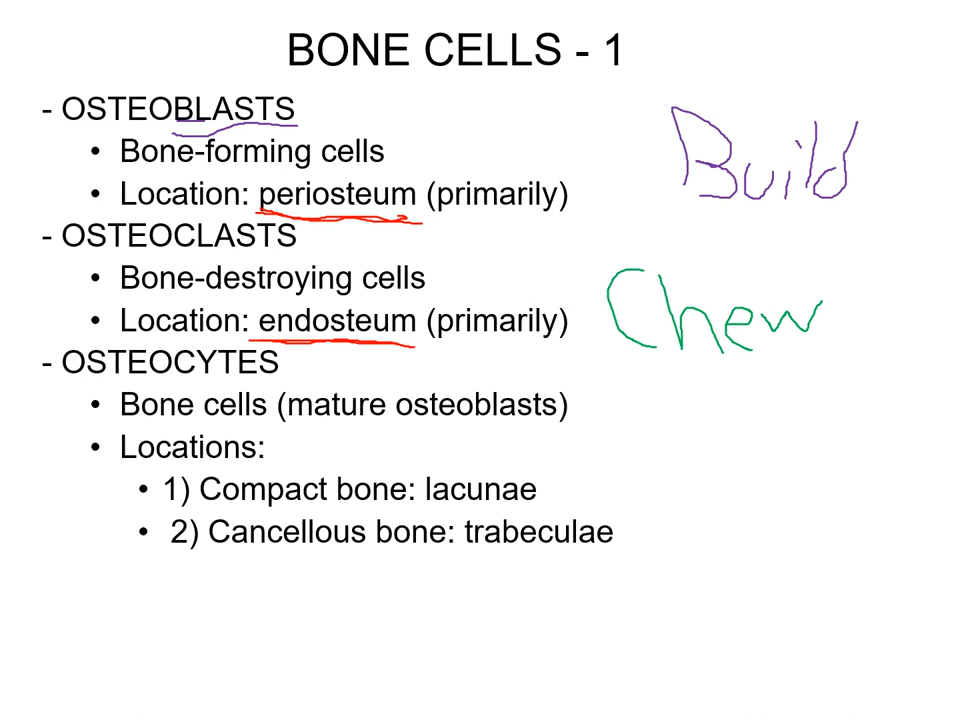 BONE CELLS - 1
- OSTEOBLASTS
• Bone-forming cells
• Location: periosteum (primarily)
Build
- OSTEOCLASTS
• Bone-destroying cells
• Location: endosteum (primarily)
Chew
- OSTEOCYTES
• Bone cells (mature osteoblasts)
• Locations:
• 1) Compact bone: lacunae
• 2) Cancellous bone: trabeculae